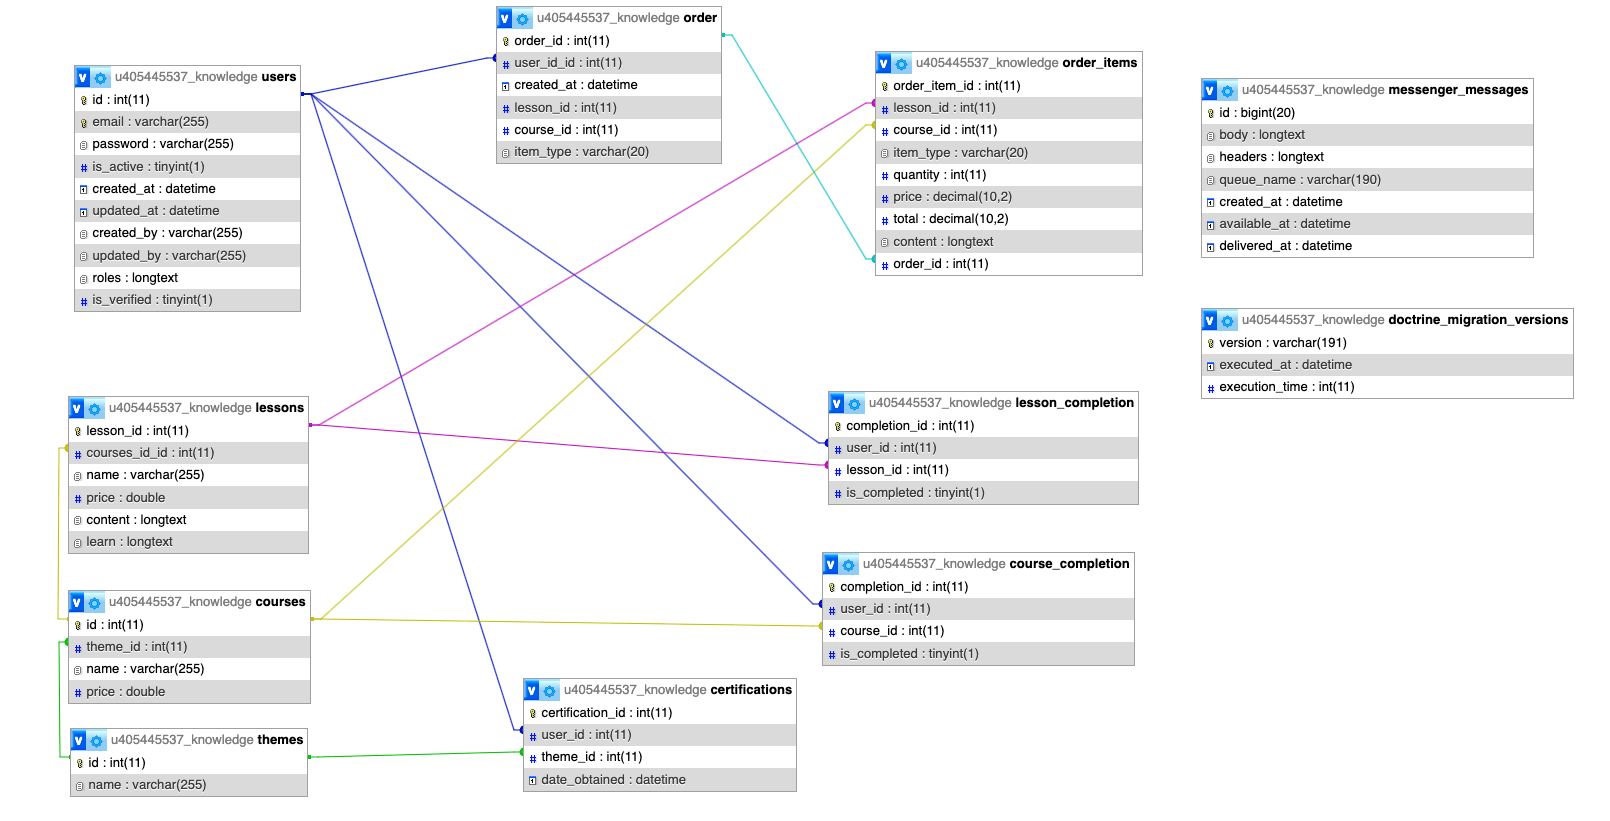 u405445537_knowledge users
id : int(11)
email : varchar(255)
password : varchar(255)
is_active : tinyint(1)
created_at : datetime
updated_at : datetime
created_by : varchar(255)
updated_by : varchar(255)
roles : longtext
is_verified : tinyint(1)
u405445537_knowledge order
order_id : int(11)
user_id_id : int(11)
created_at : datetime
lesson_id : int(11)
course_id : int(11)
item_type : varchar(20)
u405445537_knowledge order_items
order_item_id : int(11)
lesson_id : int(11)
course_id : int(11)
item_type : varchar(20)
quantity : int(11)
price : decimal(10,2)
total : decimal(10,2)
content : longtext
order_id : int(11)
u405445537_knowledge messenger_messages
id : bigint(20)
body : longtext
headers : longtext
queue_name : varchar(190)
created_at : datetime
available_at : datetime
delivered_at : datetime
u405445537_knowledge doctrine_migration_versions
version : varchar(191)
executed_at : datetime
execution_time : int(11)
u405445537_knowledge lessons
lesson_id : int(11)
courses_id_id : int(11)
name : varchar(255)
price : double
content : longtext
learn : longtext
u405445537_knowledge lesson_completion
completion_id : int(11)
user_id : int(11)
lesson_id : int(11)
is_completed : tinyint(1)
u405445537_knowledge course_completion
completion_id : int(11)
user_id : int(11)
course_id : int(11)
is_completed : tinyint(1)
u405445537_knowledge courses
id : int(11)
theme_id : int(11)
name : varchar(255)
price : double
u405445537_knowledge certifications
certification_id : int(11)
user_id : int(11)
theme_id : int(11)
date_obtained : datetime
u405445537_knowledge themes
id : int(11)
name : varchar(255)